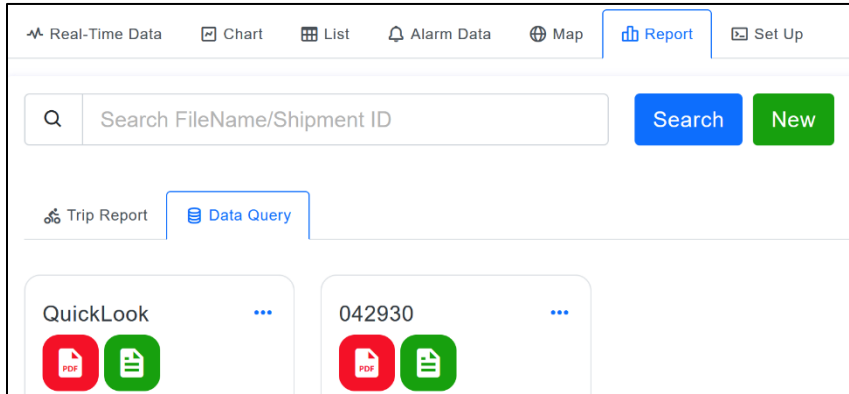 Real-Time Data Chart List Alarm Data Map Report Set Up
Search FileName/Shipment ID Search New
Trip Report Data Query
QuickLook 042930
PDF PDF